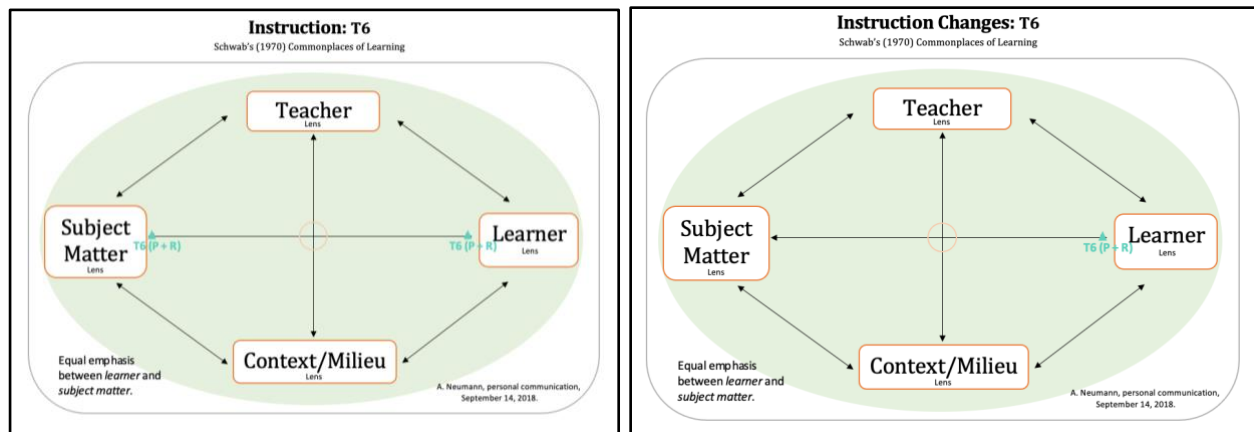 Instruction: T6
Schwab's (1970) Commonplaces of Learning
Teacher
Lens
Subject
Matter
Lens
T6 (P + R)
T6 (P + R)
Learner
Lens
Context/Milieu
Lens
Equal emphasis
between learner and
subject matter.
A. Neumann, personal communication,
September 14, 2018.
Instruction Changes: T6
Schwab's (1970) Commonplaces of Learning
Teacher
Lens
Subject
Matter
Lens
T6 (P + R)
Learner
Lens
Context/Milieu
Lens
Equal emphasis
between learner and
subject matter.
A. Neumann, personal communication,
September 14, 2018.